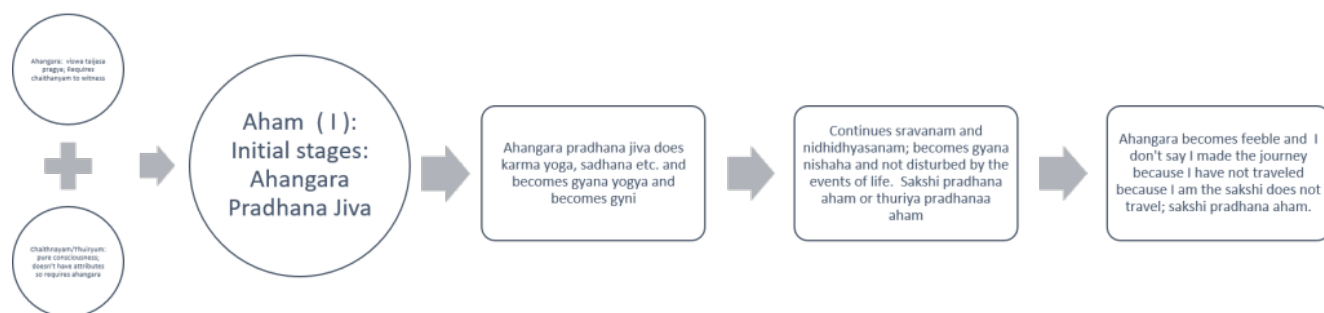 Ahangara: viswa taijasa
pragye; Requires
chaithanyam to witness
Chaithnayam/Thuiryum:
pure consciousness;
doesn't have attributes
so requires ahangara
Aham ( I ):
Initial stages:
Ahangara
Pradhana Jiva
Ahangara pradhana jiva does
karma yoga, sadhana etc. and
becomes gyana yogya and
becomes gyni
Continues sravanam and
nidhidhyasanam; becomes gyana
nishaha and not disturbed by the
events of life. Sakshi pradhana
aham or thuriya pradhanaa
aham
Ahangara becomes feeble and I
don't say I made the journey
because I have not traveled
because I am the sakshi does not
travel; sakshi pradhana aham.